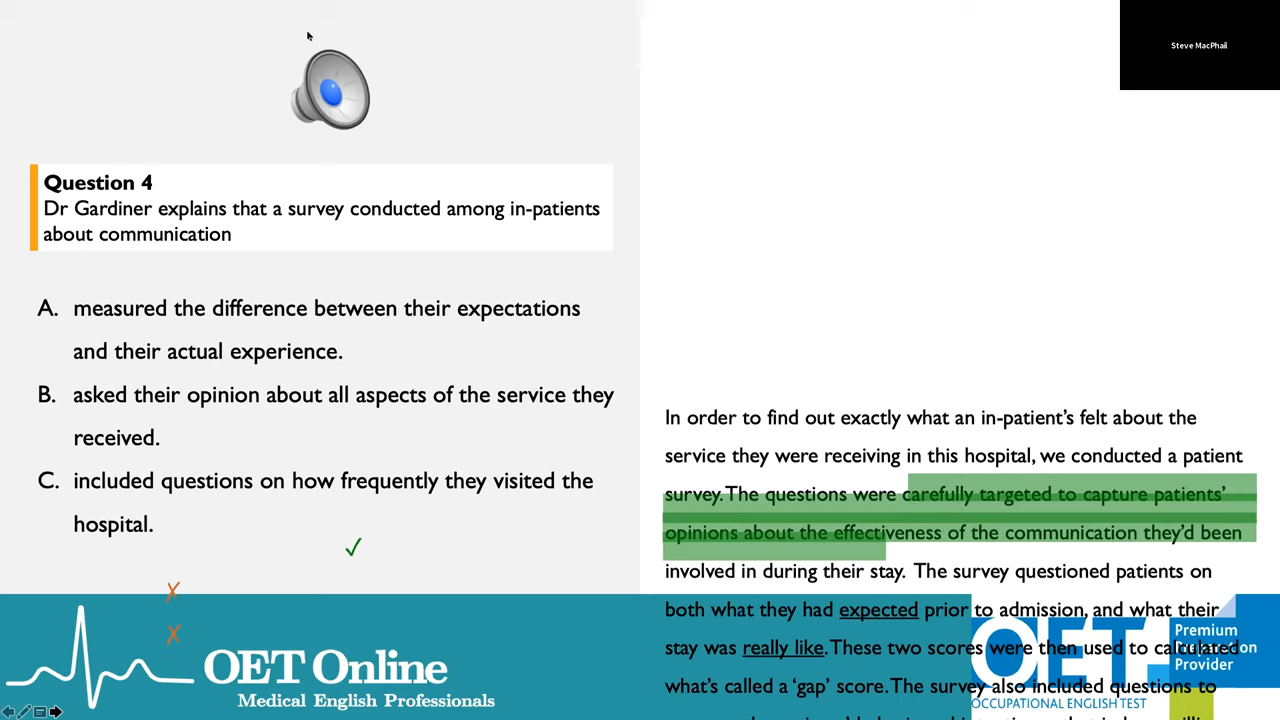 Steve MacPhail
Question 4
Dr Gardiner explains that a survey conducted among in-patients
about communication
A. measured the difference between their expectations
and their actual experience.
B. asked their opinion about all aspects of the service they
received.
C. included questions on how frequently they visited the
hospital.
In order to find out exactly what an in-patient's felt about the
service they were receiving in this hospital, we conducted a patient
survey. The questions were carefully targeted to capture patients'
opinions about the effectiveness of the communication they'd been
involved in during their stay. The survey questioned patients on
both what they had expected prior to admission, and what their
stay was really like. These two scores were then used to calculated
what's called a 'gap' score. The survey also included questions to
OET Online
Medical English Professionals
OET
OCCUPATIONAL ENGLISH TEST
Premium
Preparation
Provider